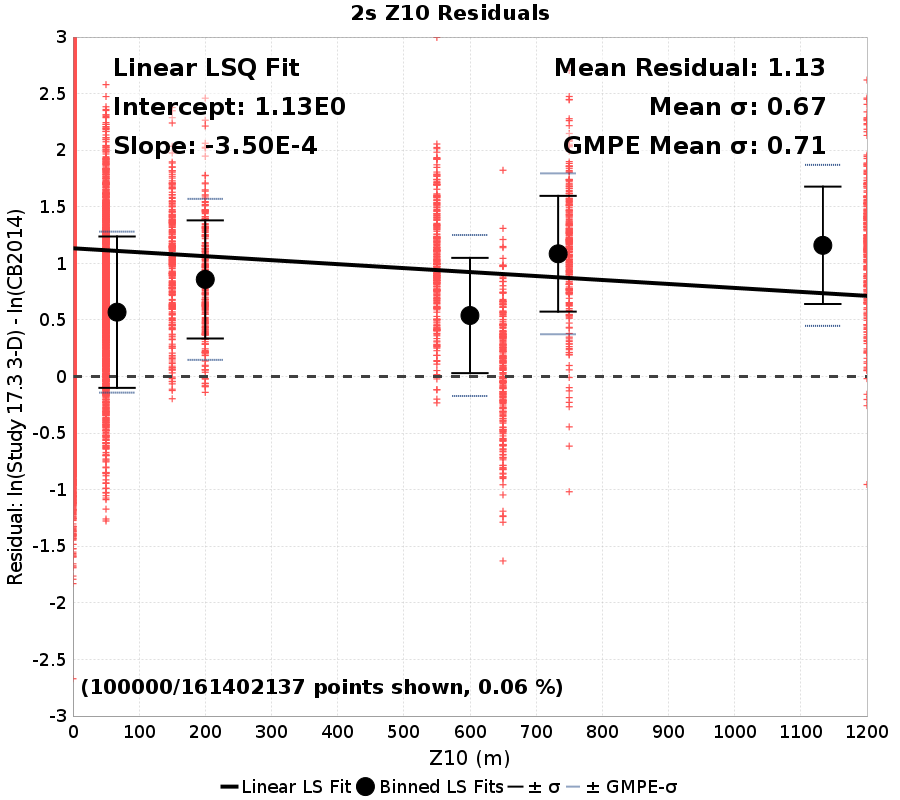 2s Z10 Residuals
Linear LSQ Fit
Intercept: 1.13E0
Slope: -3.50E-4
Mean Residual: 1.13
Mean σ: 0.67
GMPE Mean σ: 0.71
Residual: ln(Study 17.3 3-D) - ln(CB2014)
3
2.5
2
1.5
1
0.5
0
-0.5
-1
-1.5
-2
-2.5
-3
(100000/161402137 points shown, 0.06 %)
0 100 200 300 400 500 600 700 800 900 1000 1100 1200
Z10 (m)
Linear LS Fit Binned LS Fits ± σ ± GMPE-σ